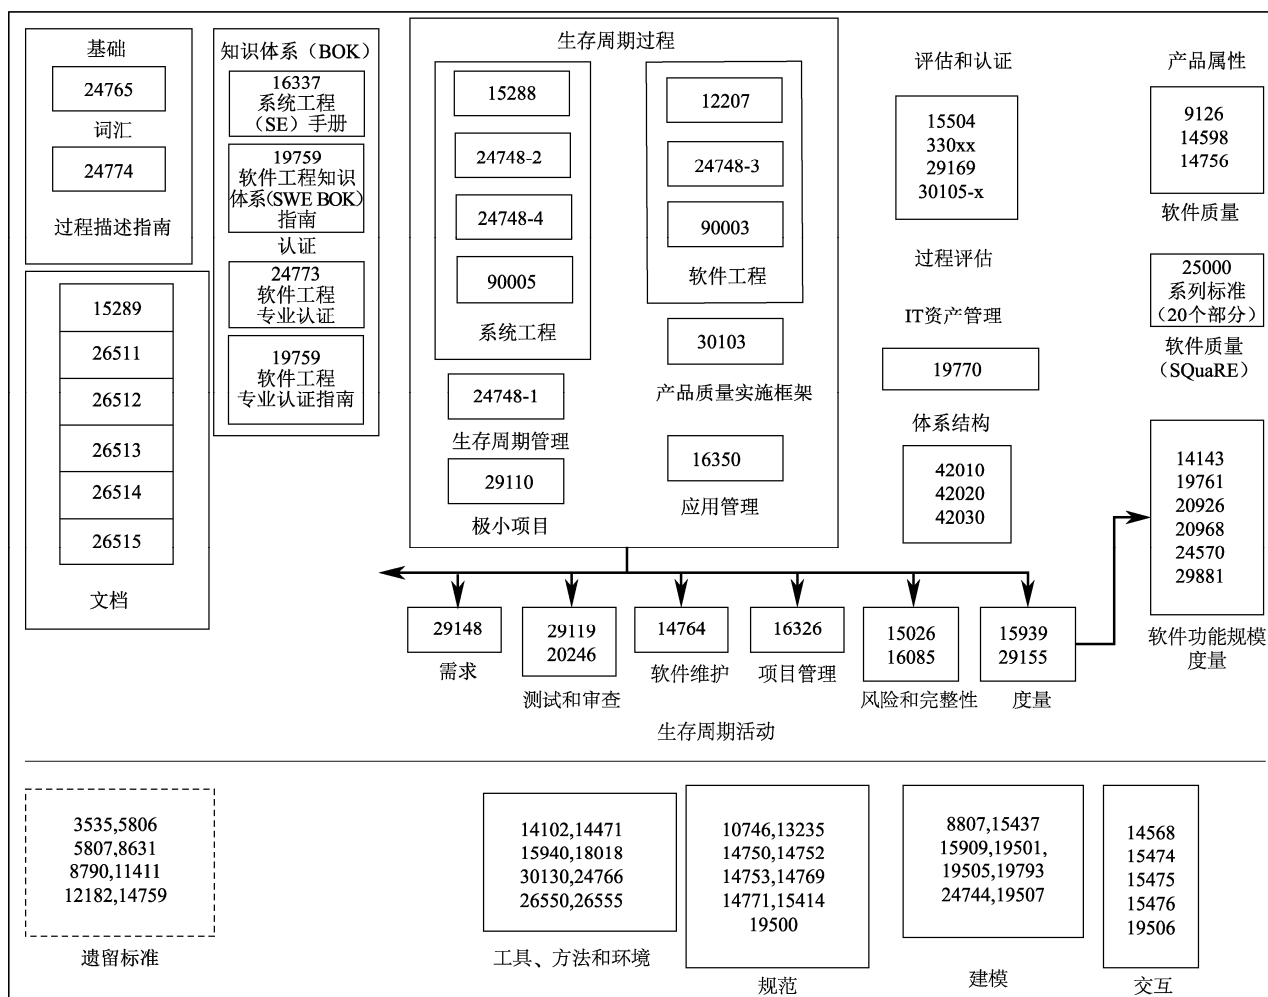 基础
24765
词汇
24774
过程描述指南
15289
26511
26512
26513
26514
26515
文档
知识体系（BOK）
16337
系统工程
（SE）手册
19759
软件工程知识
体系(SWE BOK)
指南
认证
24773
软件工程
专业认证
19759
软件工程
专业认证指南
生存周期过程
15288
24748-2
24748-4
90005
系统工程
24748-1
生存周期管理
29110
极小项目
12207
24748-3
90003
软件工程
30103
产品质量实施框架
16350
应用管理
评估和认证
15504
330xx
29169
30105-x
过程评估
IT资产管理
19770
体系结构
42010
42020
42030
产品属性
9126
14598
14756
软件质量
25000
系列标准
（20个部分）
软件质量
（SQuaRE）
14143
19761
20926
20968
24570
29881
软件功能规模
度量
29148
需求
29119
20246
测试和审查
14764
软件维护
16326
项目管理
15026
16085
风险和完整性
15939
29155
度量
生存周期活动
3535,5806
5807,8631
8790,11411
12182,14759
遗留标准
14102,14471
15940,18018
30130,24766
26550,26555
工具、方法和环境
10746,13235
14750,14752
14753,14769
14771,15414
19500
规范
8807,15437
15909,19501,
19505,19793
24744,19507
建模
14568
15474
15475
15476
19506
交互